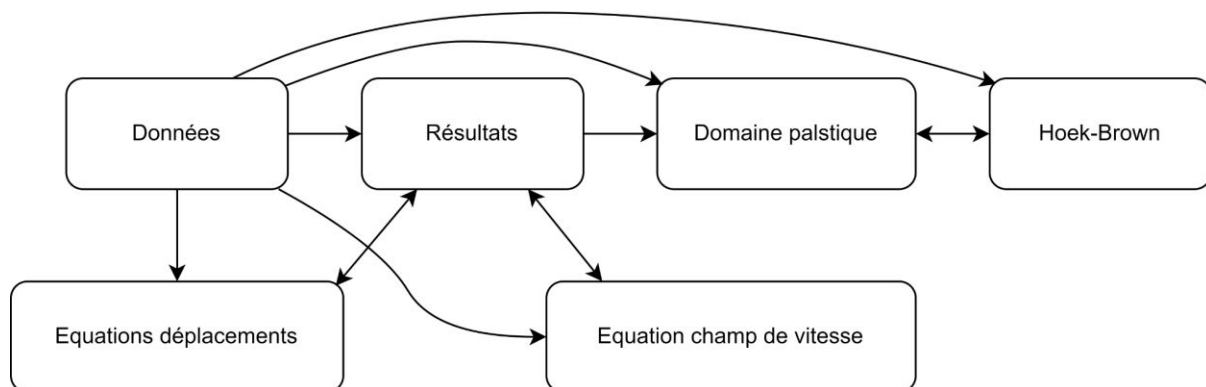 Données
Résultats
Domaine palstique
Hoek-Brown
Equations déplacements
Equation champ de vitesse